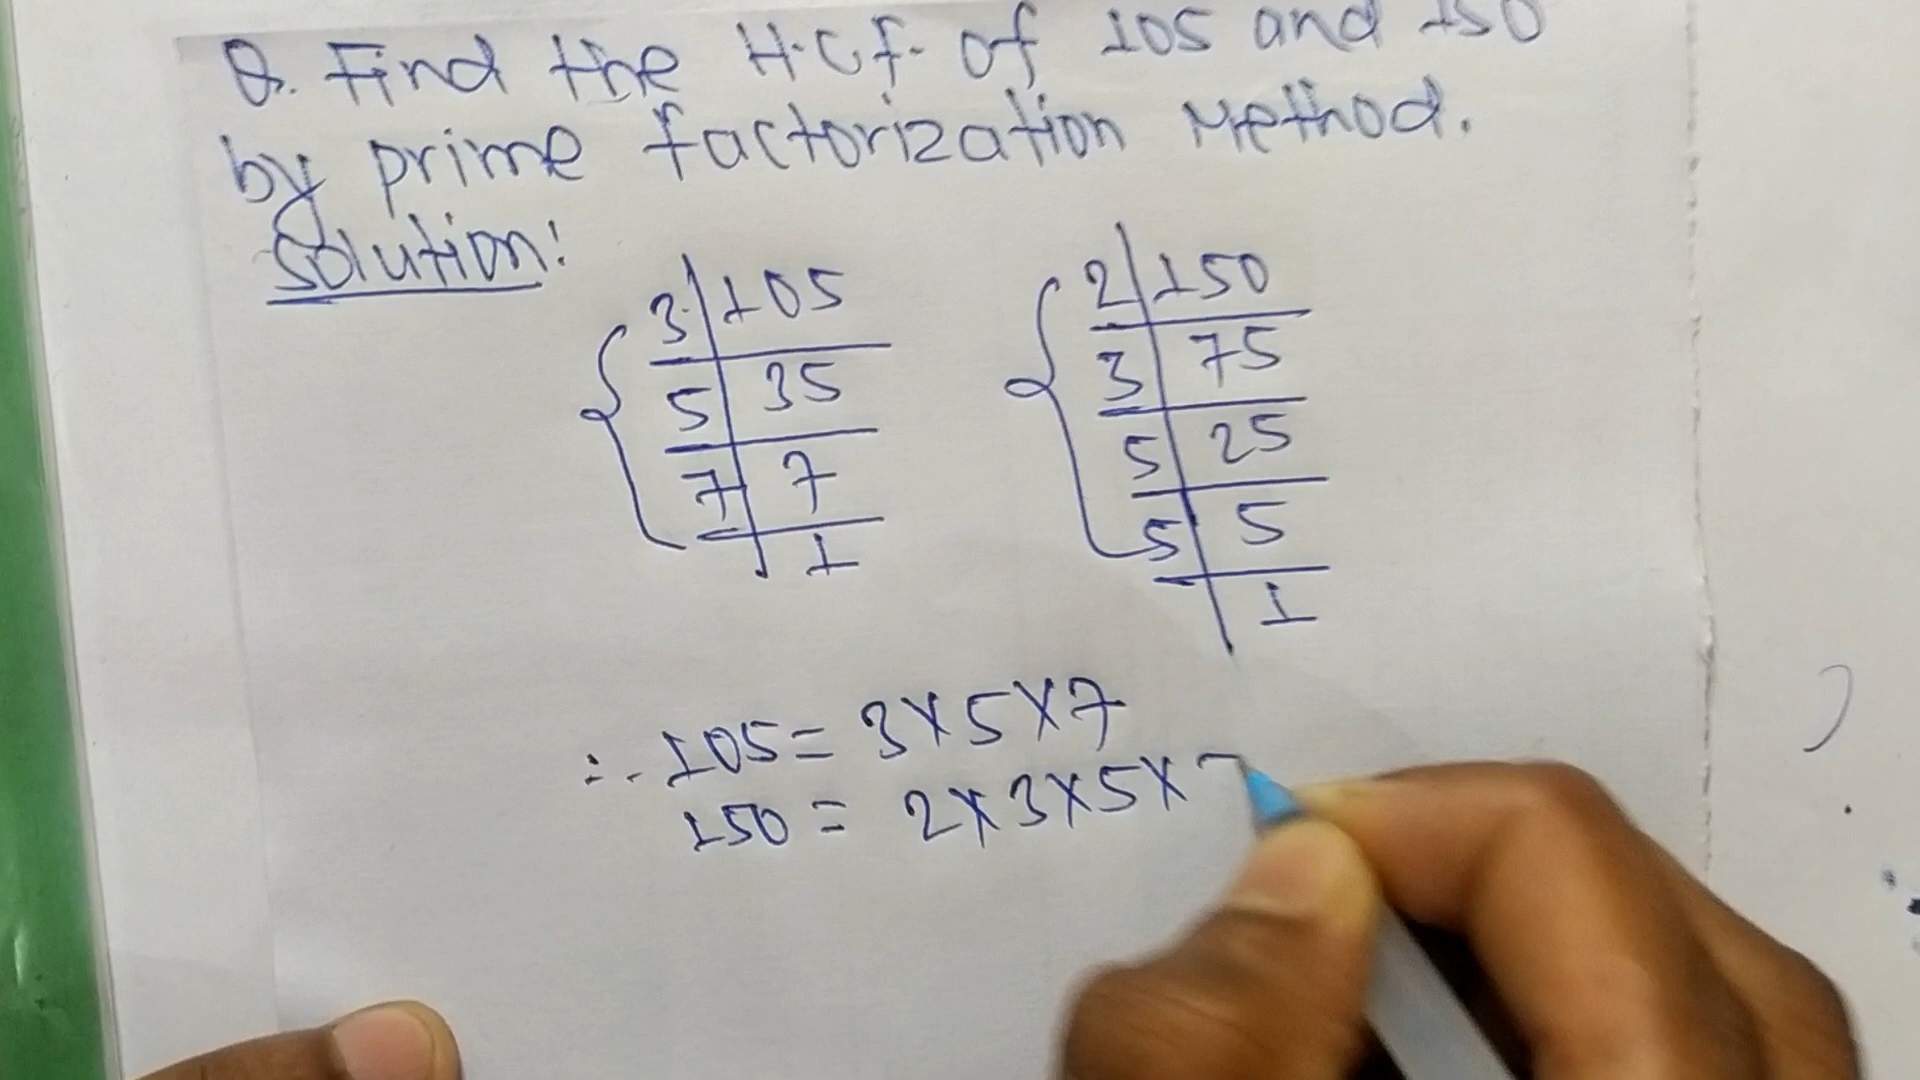 Q. Find the H.C.F. of 105 and 150
by prime factorization Method.
Solution:
3 105
5 35
7 7
1
2 150
3 75
5 25
5 5
1
∴ 105 = 3×5×7
150 = 2×3×5×